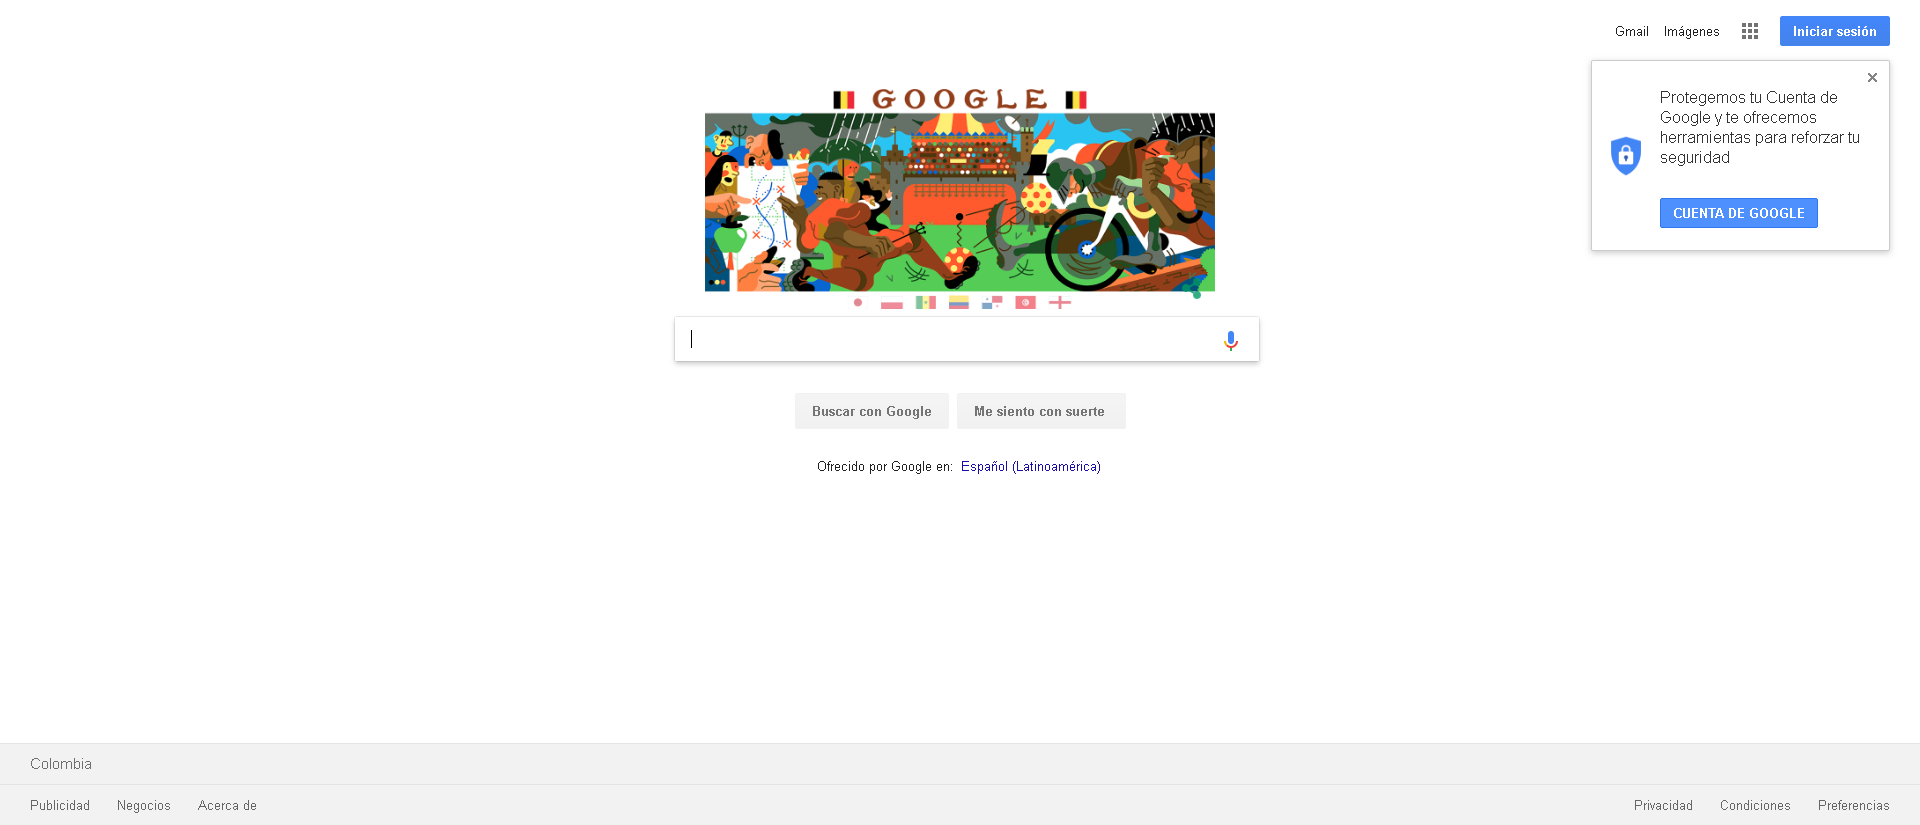 Gmail Imágenes Iniciar sesión
GOOGLE
Protegemos tu Cuenta de
Google y te ofrecemos
herramientas para reforzar tu
seguridad
CUENTA DE GOOGLE
Buscar con Google Me siento con suerte
Ofrecido por Google en: Español (Latinoamérica)
Colombia
Publicidad Negocios Acerca de Privacidad Condiciones Preferencias